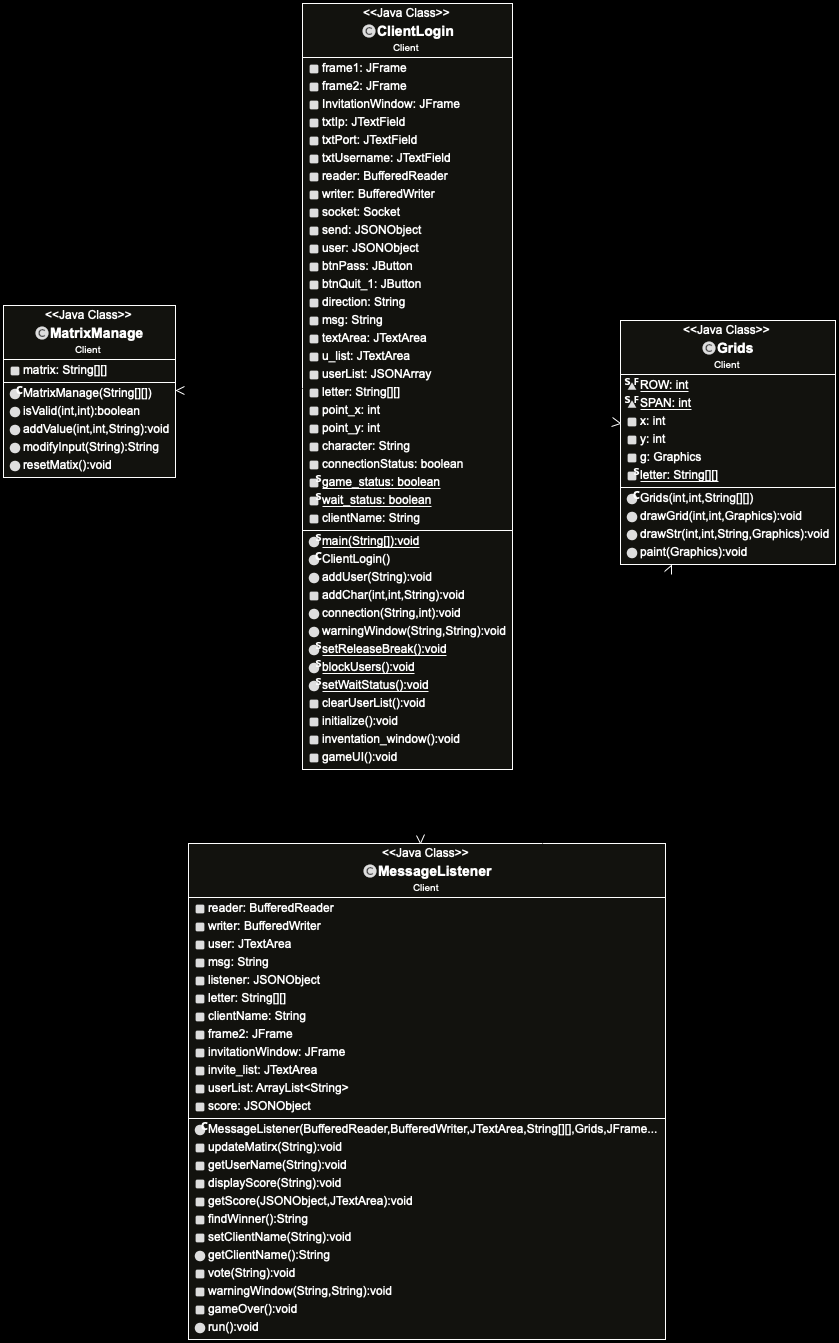 <<Java Class>>
ClientLogin
Client
frame1: JFrame
frame2: JFrame
InvitationWindow: JFrame
txtIp: JTextField
txtPort: JTextField
txtUsername: JTextField
reader: BufferedReader
writer: BufferedWriter
socket: Socket
send: JSONObject
user: JSONObject
btnPass: JButton
btnQuit_1: JButton
direction: String
msg: String
textArea: JTextArea
u_list: JTextArea
userList: JSONArray
letter: String[][]
point_x: int
point_y: int
character: String
connectionStatus: boolean
game_status: boolean
wait_status: boolean
clientName: String
main(String[]):void
ClientLogin()
addUser(String):void
addChar(int,int,String):void
connection(String,int):void
warningWindow(String,String):void
setReleaseBreak():void
blockUsers():void
setWaitStatus():void
clearUserList():void
initialize():void
inventation_window():void
gameUI():void
<<Java Class>>
MatrixManage
Client
matrix: String[][]
MatrixManage(String[][])
isValid(int,int):boolean
addValue(int,int,String):void
modifyInput(String):String
resetMatix():void
<<Java Class>>
Grids
Client
ROW: int
SPAN: int
x: int
y: int
g: Graphics
letter: String[][]
Grids(int,int,String[][])
drawGrid(int,int,Graphics):void
drawStr(int,int,String,Graphics):void
paint(Graphics):void
<<Java Class>>
MessageListener
Client
reader: BufferedReader
writer: BufferedWriter
user: JTextArea
msg: String
listener: JSONObject
letter: String[][]
clientName: String
frame2: JFrame
invitationWindow: JFrame
invite_list: JTextArea
userList: ArrayList<String>
score: JSONObject
MessageListener(BufferedReader,BufferedWriter,JTextArea,String[][],Grids,JFrame...
updateMatirx(String):void
getUserName(String):void
displayScore(String):void
getScore(JSONObject,JTextArea):void
findWinner():String
setClientName(String):void
getClientName():String
vote(String):void
warningWindow(String,String):void
gameOver():void
run():void